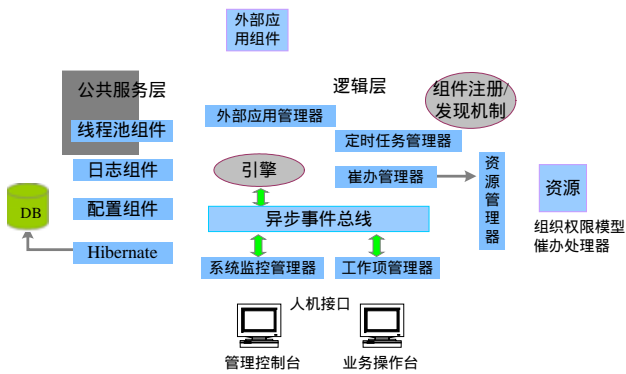 外部应
用组件
公共服务层
逻辑层
组件注册/
发现机制
外部应用管理器
线程池组件
定时任务管理器
日志组件
引擎
崔办管理器
资源管理器
资源
DB
配置组件
异步事件总线
组织权限模型
催办处理器
Hibernate
系统监控管理器
工作项管理器
人机接口
管理控制台
业务操作台